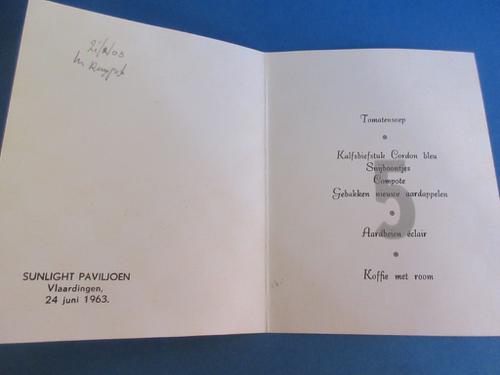 SUNLIGHT PAVILJOEN
Vlaardingen,
24 juni 1963.
5
Tomatensoep
Kalfsbiefstuk Cordon bleu
Snijboontjes
Compote
Gebakken nieuwe aardappelen
Aardbeien éclair
Koffie met room